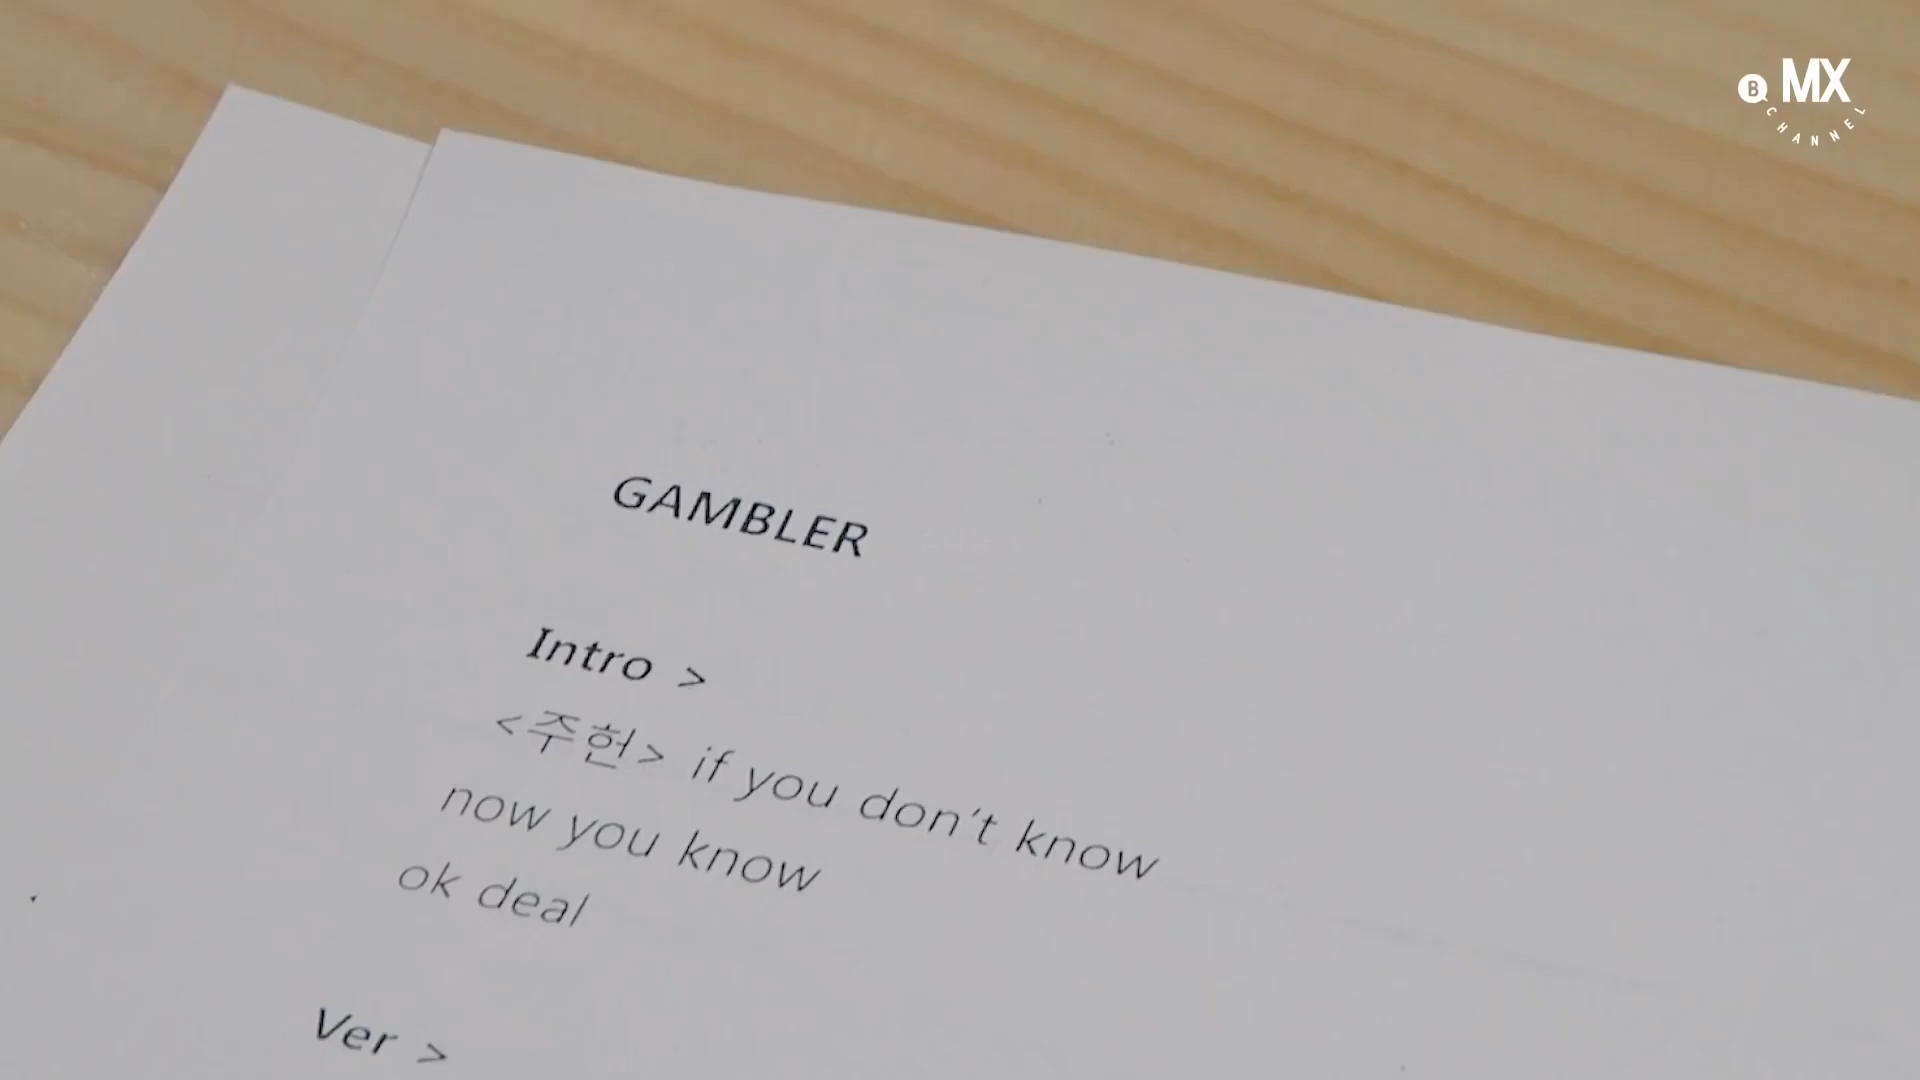 B MX
CHANNEL
GAMBLER
Intro >
<주헌> if you don't know
now you know
ok deal
Ver >